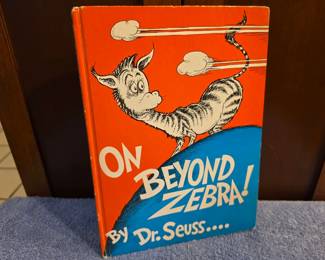 ON
BEYOND
ZEBRA!
By Dr. Seuss....